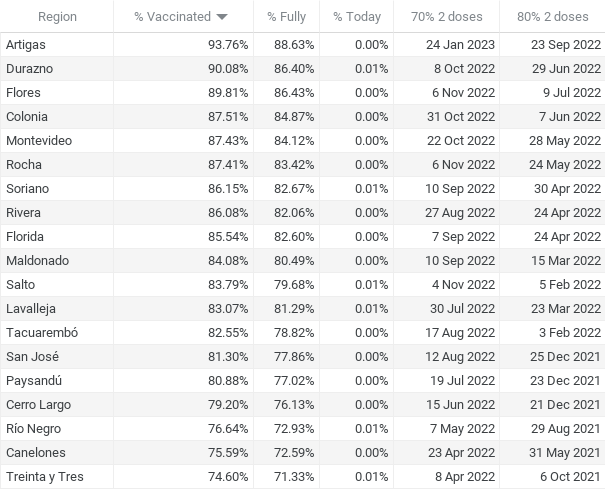 Region % Vaccinated % Fully % Today 70% 2 doses 80% 2 doses
Artigas 93.76% 88.63% 0.00% 24 Jan 2023 23 Sep 2022
Durazno 90.08% 86.40% 0.01% 8 Oct 2022 29 Jun 2022
Flores 89.81% 86.43% 0.00% 6 Nov 2022 9 Jul 2022
Colonia 87.51% 84.87% 0.00% 31 Oct 2022 7 Jun 2022
Montevideo 87.43% 84.12% 0.00% 22 Oct 2022 28 May 2022
Rocha 87.41% 83.42% 0.00% 6 Nov 2022 24 May 2022
Soriano 86.15% 82.67% 0.01% 10 Sep 2022 30 Apr 2022
Rivera 86.08% 82.06% 0.00% 27 Aug 2022 24 Apr 2022
Florida 85.54% 82.60% 0.00% 7 Sep 2022 24 Apr 2022
Maldonado 84.08% 80.49% 0.00% 10 Sep 2022 15 Mar 2022
Salto 83.79% 79.68% 0.01% 4 Nov 2022 5 Feb 2022
Lavalleja 83.07% 81.29% 0.01% 30 Jul 2022 23 Mar 2022
Tacuarembó 82.55% 78.82% 0.00% 17 Aug 2022 3 Feb 2022
San José 81.30% 77.86% 0.00% 12 Aug 2022 25 Dec 2021
Paysandú 80.88% 77.02% 0.00% 19 Jul 2022 23 Dec 2021
Cerro Largo 79.20% 76.13% 0.00% 15 Jun 2022 21 Dec 2021
Río Negro 76.64% 72.93% 0.01% 7 May 2022 29 Aug 2021
Canelones 75.59% 72.59% 0.00% 23 Apr 2022 31 May 2021
Treinta y Tres 74.60% 71.33% 0.01% 8 Apr 2022 6 Oct 2021